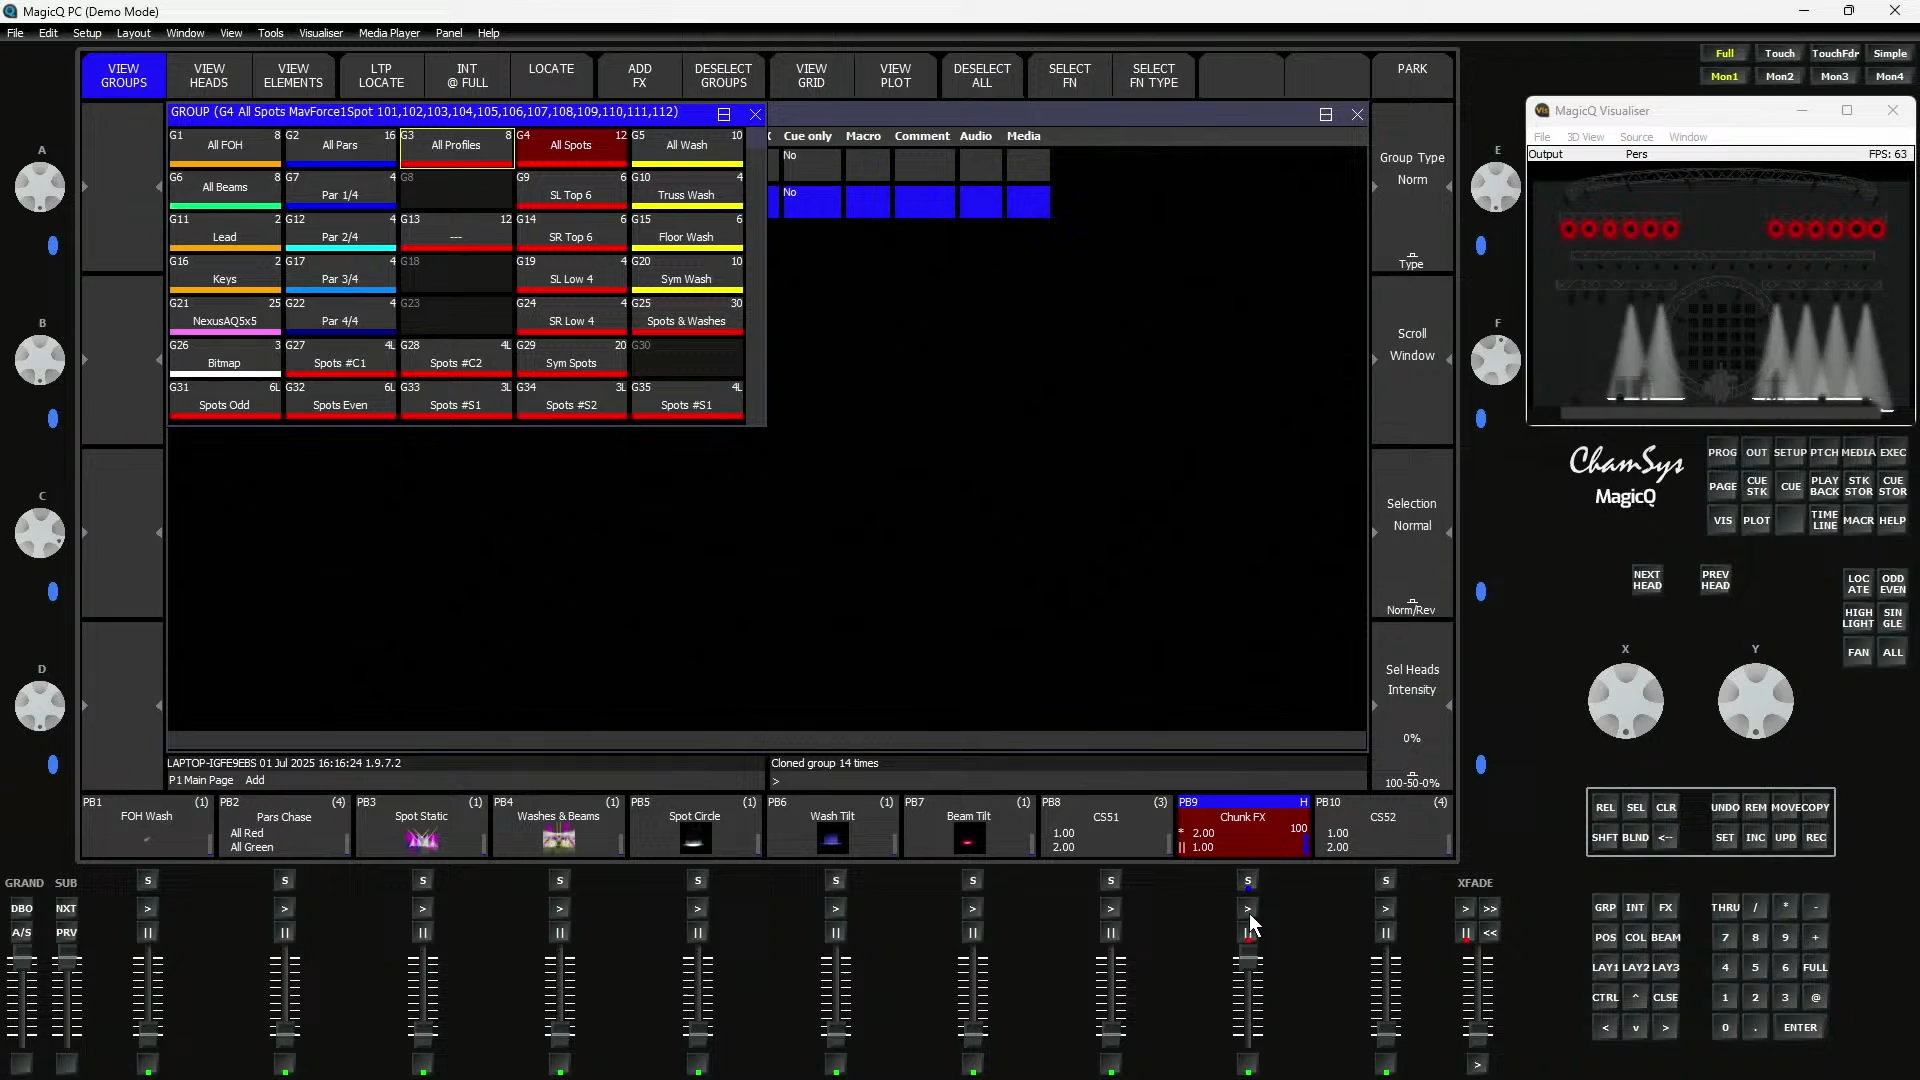 MagicQ PC (Demo Mode)
File Edit Setup Layout Window View Tools Visualiser Media Player Panel Help
VIEW GROUPS
VIEW HEADS
VIEW ELEMENTS
LTP LOCATE
INT @ FULL
LOCATE
ADD FX
DESELECT GROUPS
VIEW GRID
VIEW PLOT
DESELECT ALL
SELECT FN
SELECT FN TYPE
PARK
Full Touch TouchFdr Simple
Mon1 Mon2 Mon3 Mon4
GROUP (G4 All Spots MavForce1Spot 101,102,103,104,105,106,107,108,109,110,111,112)
Cue only Macro Comment Audio Media
No
No
G1 8 All FOH
G2 16 All Pars
G3 8 All Profiles
G4 12 All Spots
G5 10 All Wash
G6 8 All Beams
G7 4 Par 1/4
G8
G9 6 SL Top 6
G10 4 Truss Wash
G11 2 Lead
G12 4 Par 2/4
G13 12 ---
G14 6 SR Top 6
G15 6 Floor Wash
G16 2 Keys
G17 4 Par 3/4
G18
G19 4 SL Low 4
G20 10 Sym Wash
G21 25 NexusAQ5x5
G22 4 Par 4/4
G23
G24 4 SR Low 4
G25 30 Spots & Washes
G26 3 Bitmap
G27 4L Spots #C1
G28 4L Spots #C2
G29 20 Sym Spots
G30
G31 6L Spots Odd
G32 6L Spots Even
G33 3L Spots #S1
G34 3L Spots #S2
G35 4L Spots #S1
Group Type
Norm
Type
Scroll
Window
Selection
Normal
Norm/Rev
Sel Heads
Intensity
0%
100-50-0%
A
B
C
D
E
F
Vis MagicQ Visualiser
File 3D View Source Window
Output Pers FPS: 63
ChamSys
MagicQ
PROG OUT SETUP PTCH MEDIA EXEC
PAGE CUE STK CUE PLAY BACK STK STOR CUE STOR
VIS PLOT TIME LINE MACR HELP
NEXT HEAD PREV HEAD
LOC ATE ODD EVEN
HIGH LIGHT SIN GLE
FAN ALL
X Y
LAPTOP-IGFE9EBS 01 Jul 2025 16:16:24 1.9.7.2
Cloned group 14 times
P1 Main Page Add
>
PB1 (1) FOH Wash
PB2 (4) Pars Chase All Red All Green
PB3 (1) Spot Static
PB4 (1) Washes & Beams
PB5 (1) Spot Circle
PB6 (1) Wash Tilt
PB7 (1) Beam Tilt
PB8 (3) CS51 1.00 2.00
PB9 H Chunk FX * 2.00 100 || 1.00
PB10 (4) CS52 1.00 2.00
REL SEL CLR UNDO REM MOVE COPY
SHFT BLND <-- SET INC UPD REC
GRAND SUB
S S S S S S S S S S
XFADE
DBO NXT
> > > > > > > > > > > >>
A/S PRV
|| || || || || || || || || || || <<
GRP INT FX THRU / * -
POS COL BEAM 7 8 9 +
LAY1 LAY2 LAY3 4 5 6 FULL
CTRL ^ CLSE 1 2 3 @
< v > 0 . ENTER
>